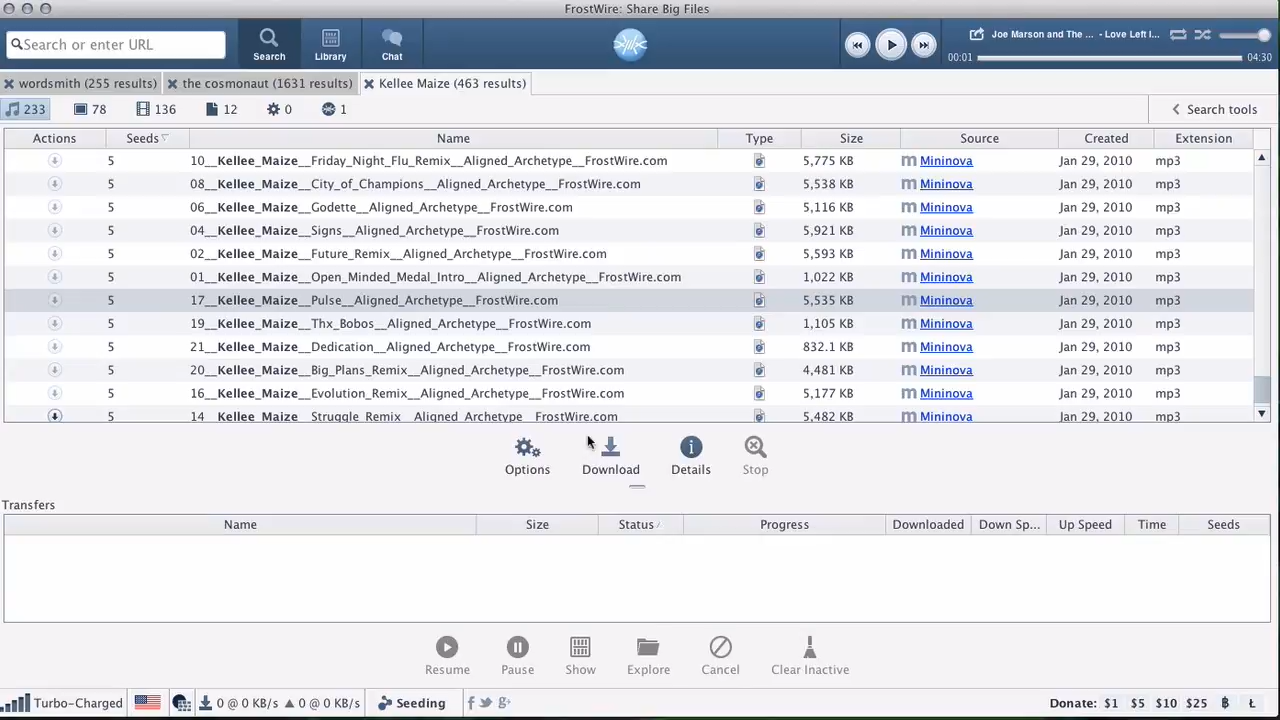 FrostWire: Share Big Files
Search or enter URL
Search
Library
Chat
Joe Marson and The ... - Love Left I...
00:01
04:30
wordsmith (255 results)
the cosmonaut (1631 results)
Kellee Maize (463 results)
233
78
136
12
0
1
Search tools
Actions Seeds Name Type Size Source Created Extension
5 10__Kellee_Maize__Friday_Night_Flu_Remix__Aligned_Archetype__FrostWire.com 5,775 KB m Mininova Jan 29, 2010 mp3
5 08__Kellee_Maize__City_of_Champions__Aligned_Archetype__FrostWire.com 5,538 KB m Mininova Jan 29, 2010 mp3
5 06__Kellee_Maize__Godette__Aligned_Archetype__FrostWire.com 5,116 KB m Mininova Jan 29, 2010 mp3
5 04__Kellee_Maize__Signs__Aligned_Archetype__FrostWire.com 5,921 KB m Mininova Jan 29, 2010 mp3
5 02__Kellee_Maize__Future_Remix__Aligned_Archetype__FrostWire.com 5,593 KB m Mininova Jan 29, 2010 mp3
5 01__Kellee_Maize__Open_Minded_Medal_Intro__Aligned_Archetype__FrostWire.com 1,022 KB m Mininova Jan 29, 2010 mp3
5 17__Kellee_Maize__Pulse__Aligned_Archetype__FrostWire.com 5,535 KB m Mininova Jan 29, 2010 mp3
5 19__Kellee_Maize__Thx_Bobos__Aligned_Archetype__FrostWire.com 1,105 KB m Mininova Jan 29, 2010 mp3
5 21__Kellee_Maize__Dedication__Aligned_Archetype__FrostWire.com 832.1 KB m Mininova Jan 29, 2010 mp3
5 20__Kellee_Maize__Big_Plans_Remix__Aligned_Archetype__FrostWire.com 4,481 KB m Mininova Jan 29, 2010 mp3
5 16__Kellee_Maize__Evolution_Remix__Aligned_Archetype__FrostWire.com 5,177 KB m Mininova Jan 29, 2010 mp3
5 14__Kellee_Maize__Struggle_Remix__Aligned_Archetype__FrostWire.com 5,482 KB m Mininova Jan 29, 2010 mp3
Options
Download
Details
Stop
Transfers
Name Size Status Progress Downloaded Down Sp... Up Speed Time Seeds
Resume
Pause
Show
Explore
Cancel
Clear Inactive
Turbo-Charged
0 @ 0 KB/s
0 @ 0 KB/s
Seeding
Donate: $1 $5 $10 $25 ฿ Ł